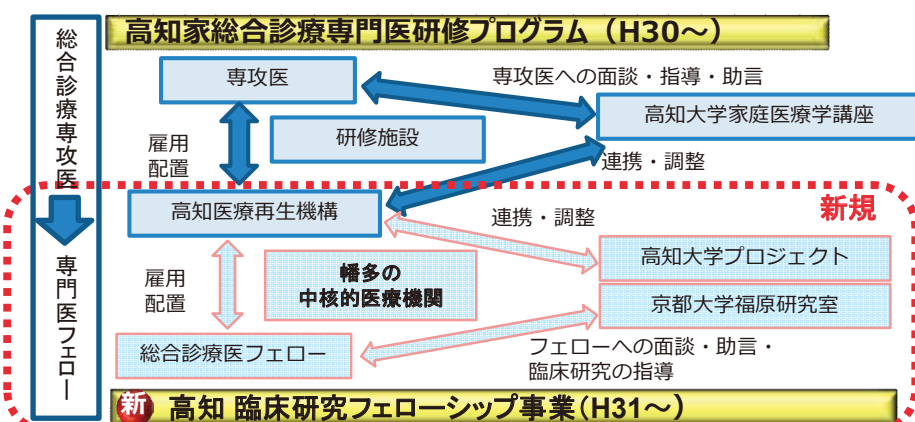 高知家総合診療専門医研修プログラム（H30～）
総合診療専攻医
専門医フェロー
専攻医
専攻医への面談・指導・助言
高知大学家庭医療学講座
雇用
配置
研修施設
連携・調整
高知医療再生機構
新規
連携・調整
高知大学プロジェクト
雇用
配置
幡多の
中核的医療機関
京都大学福原研究室
総合診療医フェロー
フェローへの面談・助言・
臨床研究の指導
新 高知 臨床研究フェローシップ事業（H31～）